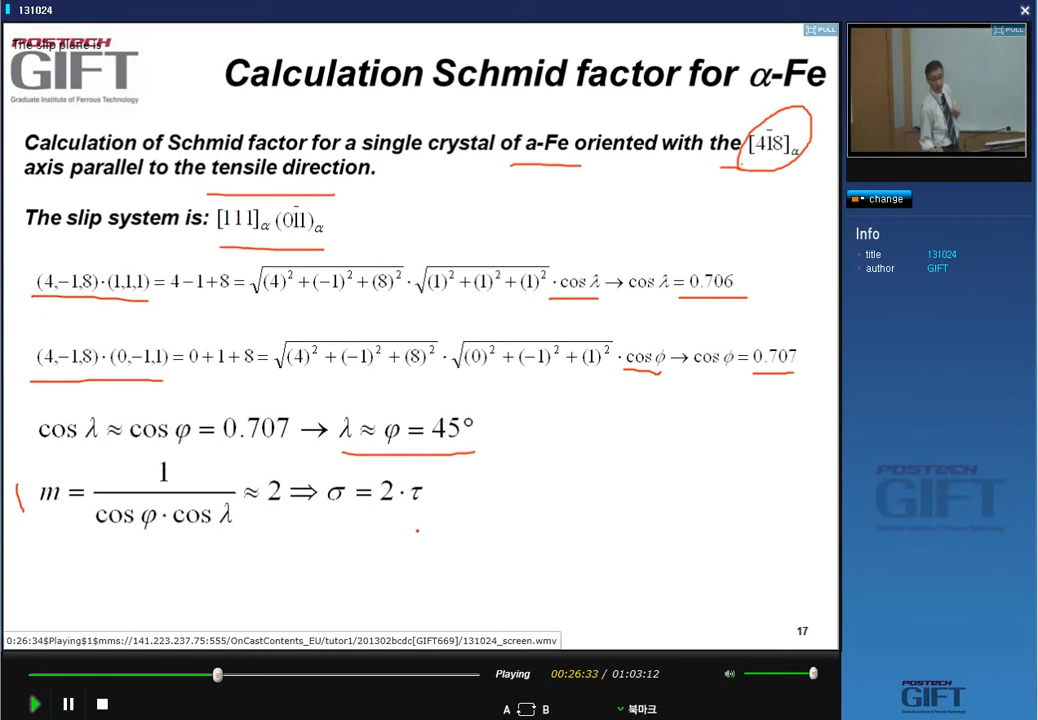 131024
FULL
The slip plane is
POSTECH
GIFT
Graduate Institute of Ferrous Technology
Calculation Schmid factor for α-Fe
Calculation of Schmid factor for a single crystal of a-Fe oriented with the [41̄8]α
axis parallel to the tensile direction.
The slip system is: [111]α (01̄1)α
(4,−1,8)·(1,1,1) = 4−1+8 = √(4)² +(−1)² +(8)² · √(1)² +(1)² +(1)² · cos λ → cos λ = 0.706
(4,−1,8)·(0,−1,1) = 0+1+8 = √(4)² +(−1)² +(8)² · √(0)² +(−1)² +(1)² · cos ϕ → cos ϕ = 0.707
cos λ ≈ cos φ = 0.707 → λ ≈ φ = 45°
m = 1 / cos φ · cos λ ≈ 2 ⇒ σ = 2 · τ
17
0:26:34$Playing$1$mms://141.223.237.75:555/OnCastContents_EU/tutor1/201302bcdc[GIFT669]/131024_screen.wmv
Playing 00:26:33 / 01:03:12
A B 북마크
FULL
change
Info
title 131024
author GIFT
POSTECH
GIFT
POSTECH
GIFT